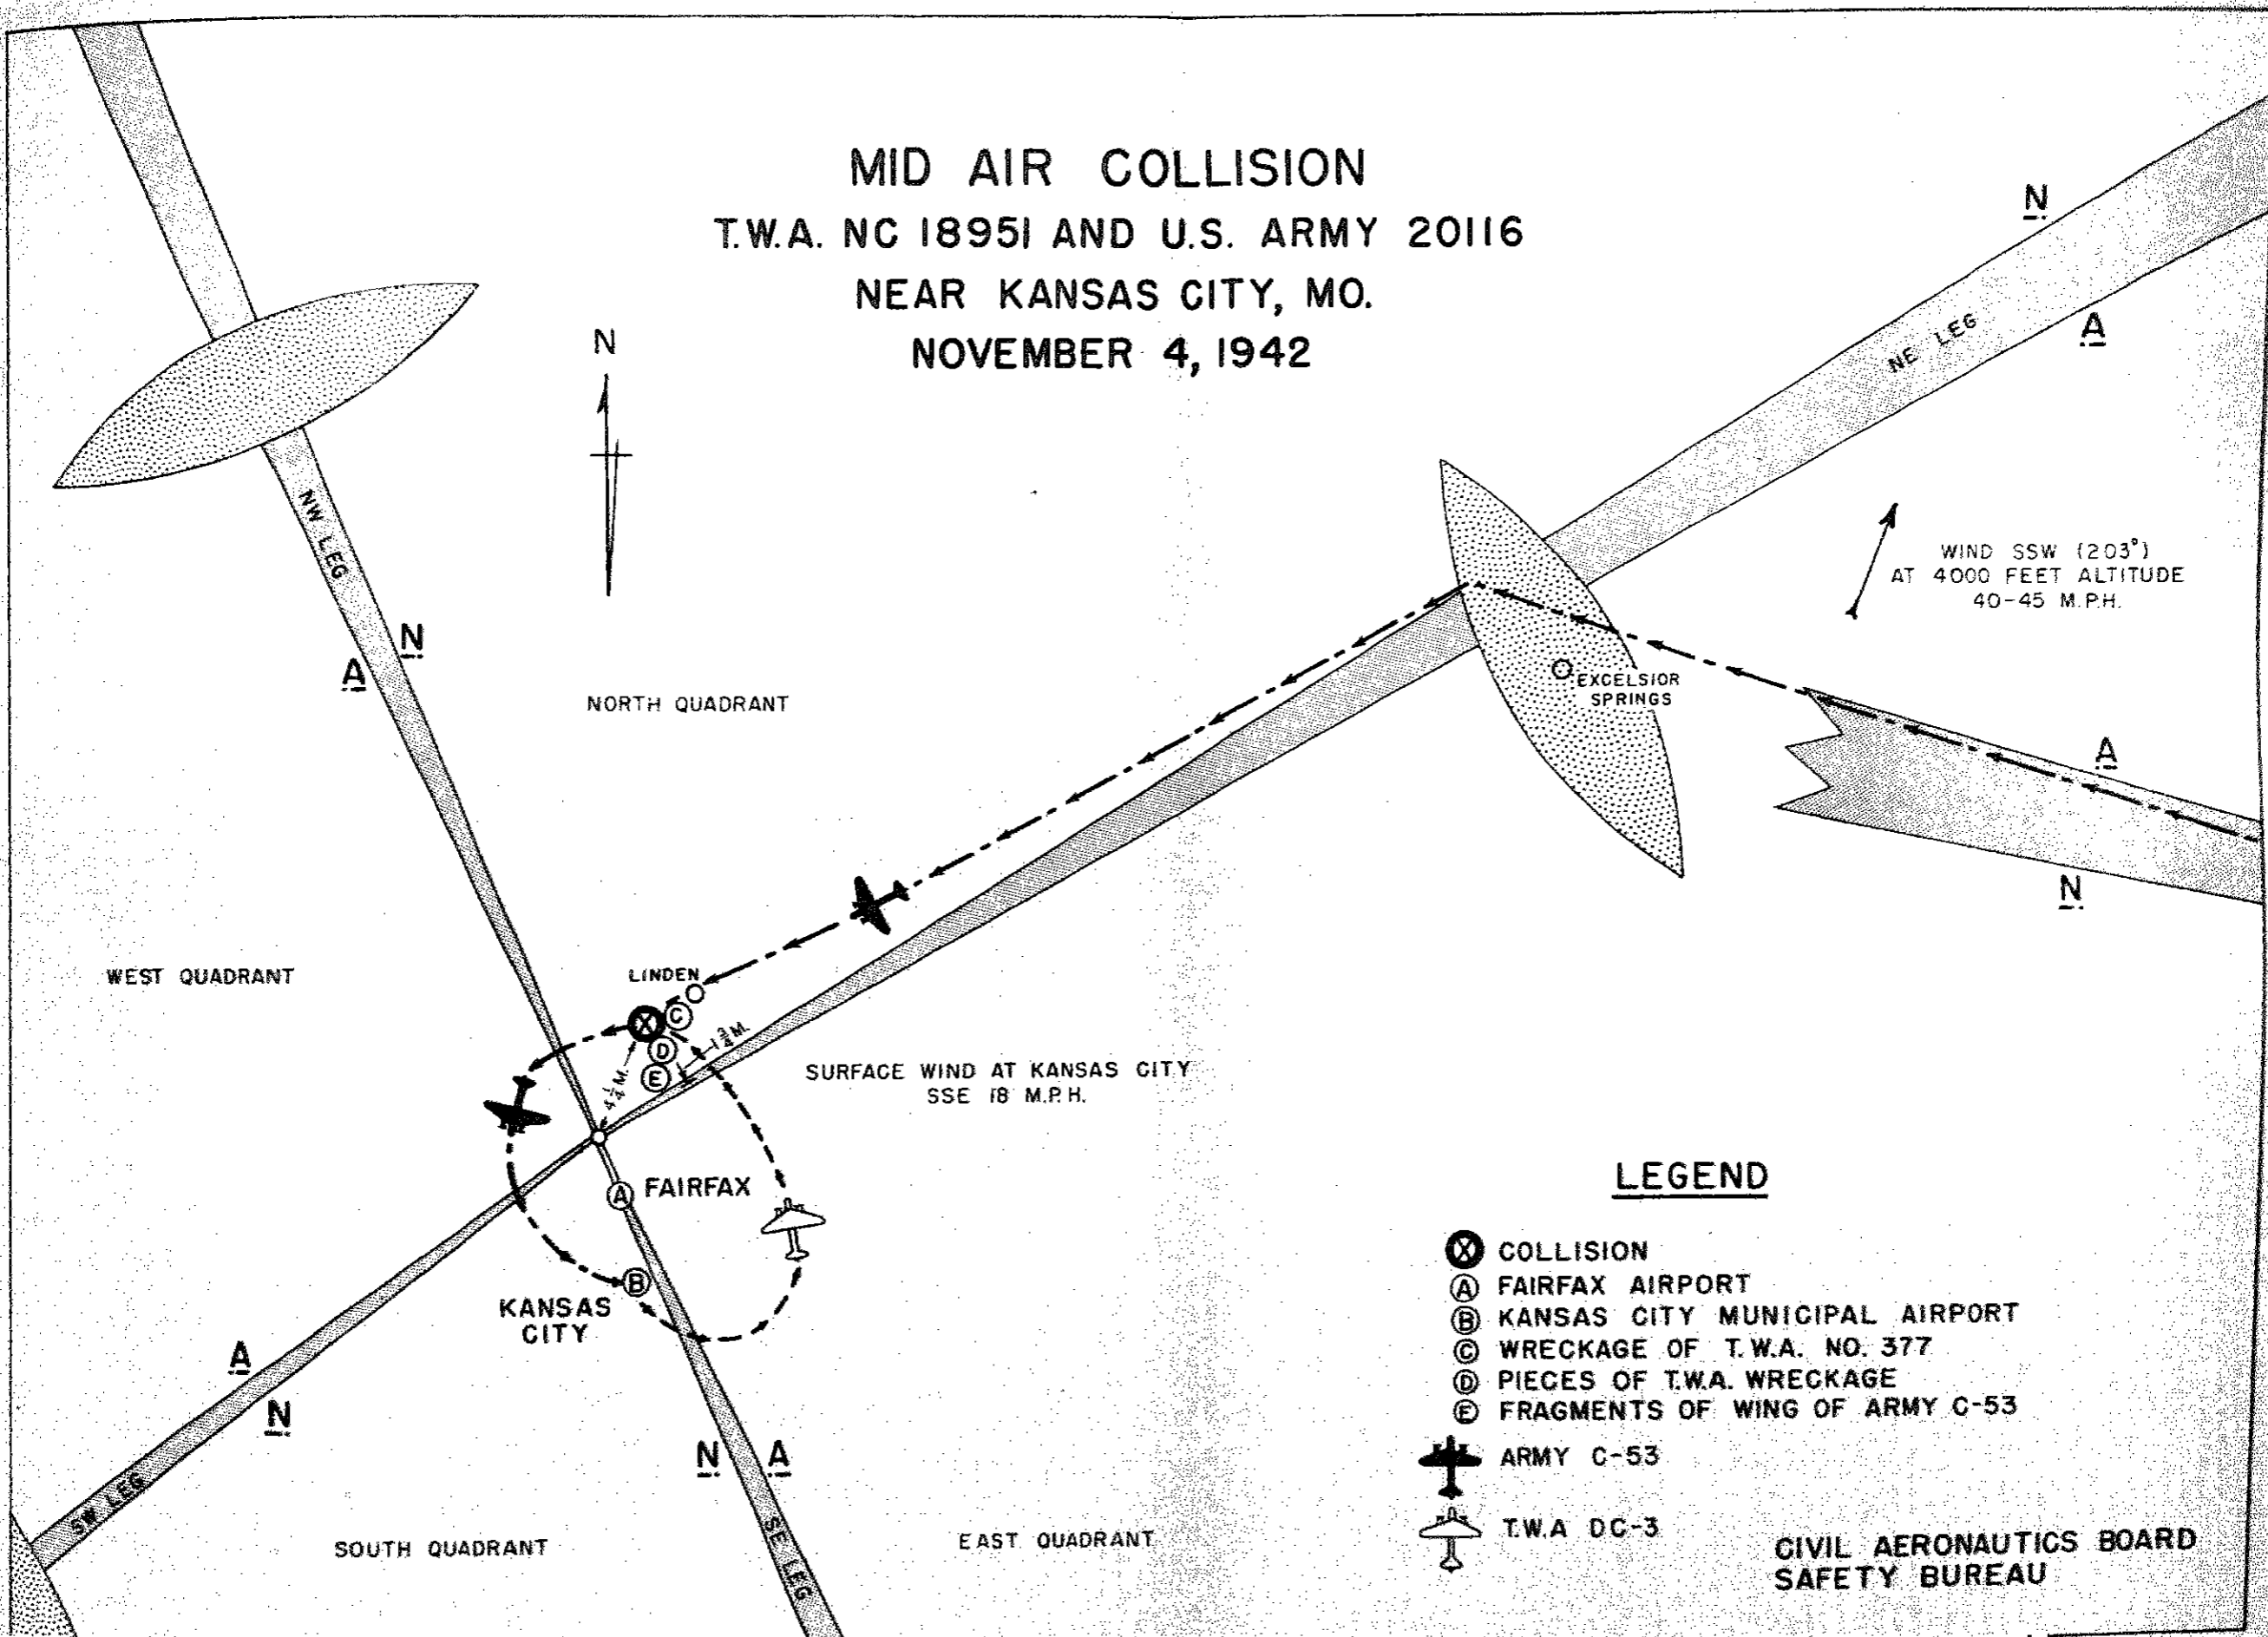 MID AIR COLLISION
T.W.A. NC 18951 AND U.S. ARMY 20116
NEAR KANSAS CITY, MO.
NOVEMBER 4, 1942
N
N
NE LEG
A
NW LEG
N
A
WIND SSW (203°)
AT 4000 FEET ALTITUDE
40-45 M.P.H.
EXCELSIOR
SPRINGS
NORTH QUADRANT
A
N
WEST QUADRANT
LINDEN
X
C
D
E
1 3/4 M.
4 1/4 M.
SURFACE WIND AT KANSAS CITY
SSE 18 M.P.H.
A FAIRFAX
B
KANSAS
CITY
A
N
SW LEG
N A
SE LEG
SOUTH QUADRANT
EAST QUADRANT
LEGEND
X COLLISION
A FAIRFAX AIRPORT
B KANSAS CITY MUNICIPAL AIRPORT
C WRECKAGE OF T.W.A. NO. 377
D PIECES OF T.W.A. WRECKAGE
E FRAGMENTS OF WING OF ARMY C-53
ARMY C-53
T.W.A DC-3
CIVIL AERONAUTICS BOARD
SAFETY BUREAU